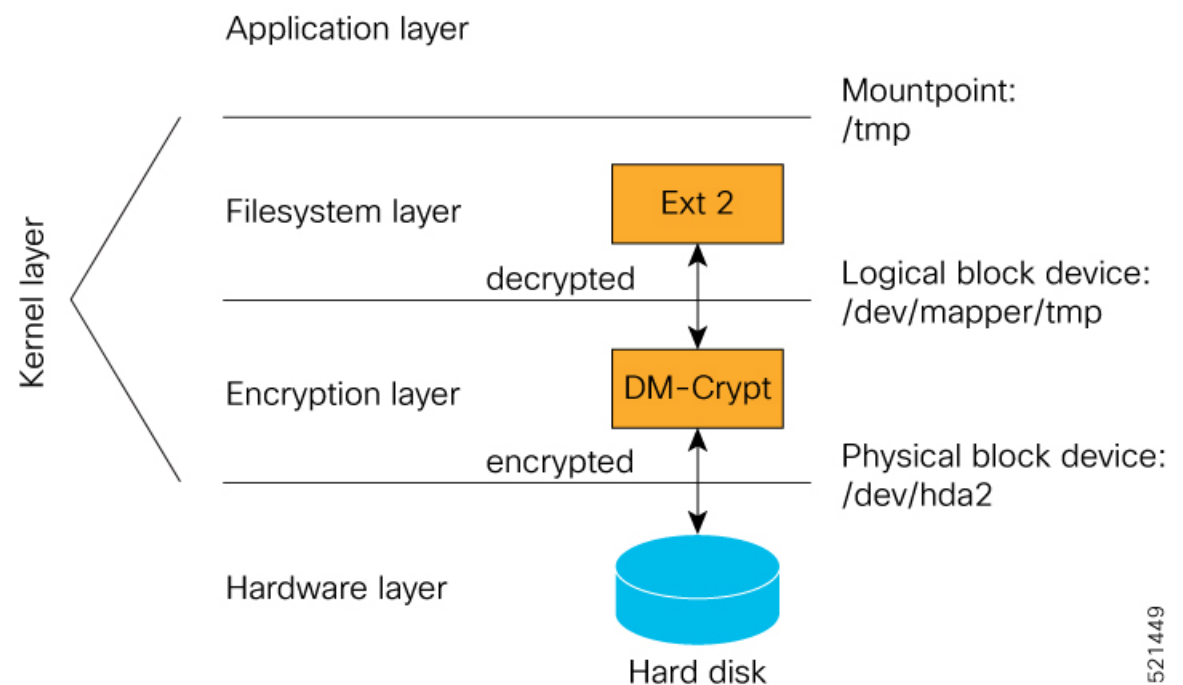 Application layer
Mountpoint:
/tmp
Kernel layer
Filesystem layer
Ext 2
decrypted
Logical block device:
/dev/mapper/tmp
Encryption layer
DM-Crypt
encrypted
Physical block device:
/dev/hda2
Hardware layer
Hard disk
521449